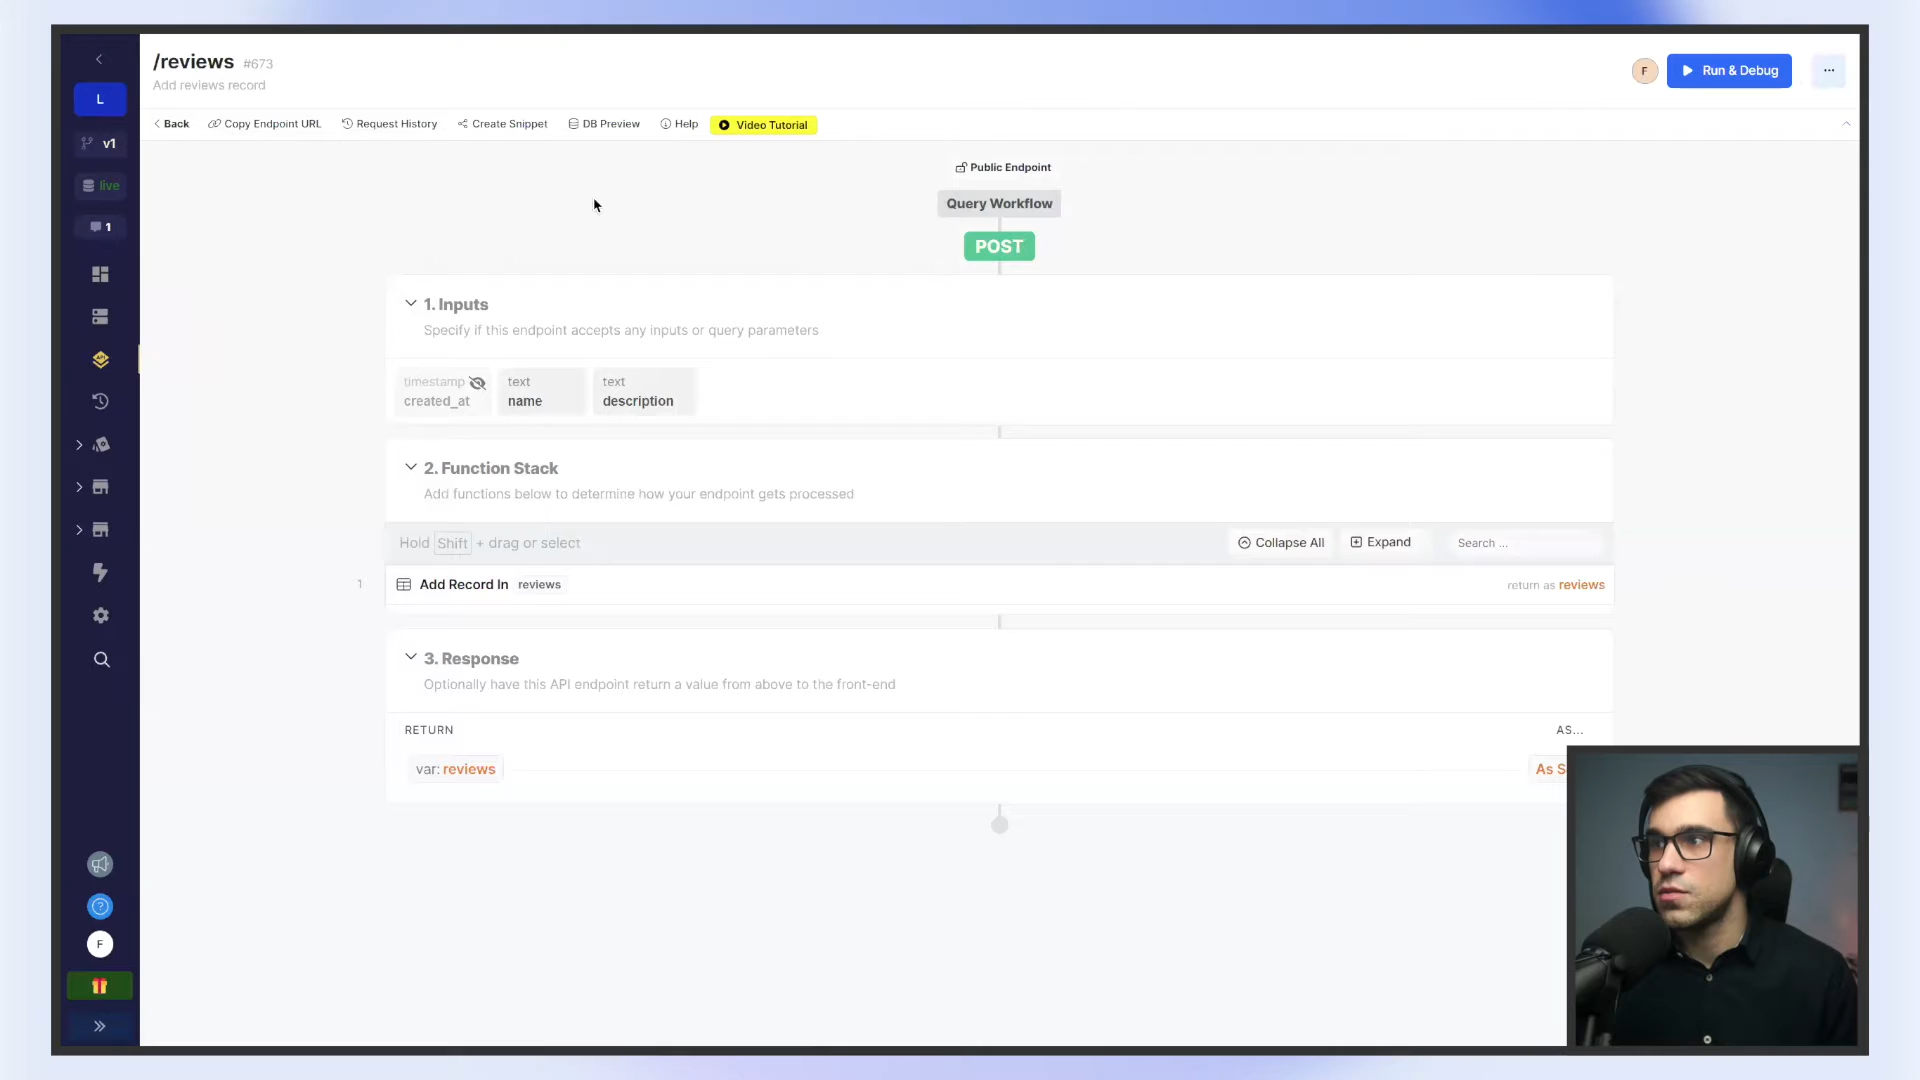 /reviews #673
Add reviews record
F
Run & Debug
L
v1
live
1
Back
Copy Endpoint URL
Request History
Create Snippet
DB Preview
Help
Video Tutorial
Public Endpoint
Query Workflow
POST
1. Inputs
Specify if this endpoint accepts any inputs or query parameters
timestamp
created_at
text
name
text
description
2. Function Stack
Add functions below to determine how your endpoint gets processed
Hold Shift + drag or select
Collapse All
Expand
Search ...
1
Add Record In reviews
return as reviews
3. Response
Optionally have this API endpoint return a value from above to the front-end
RETURN
AS...
var: reviews
As S
F